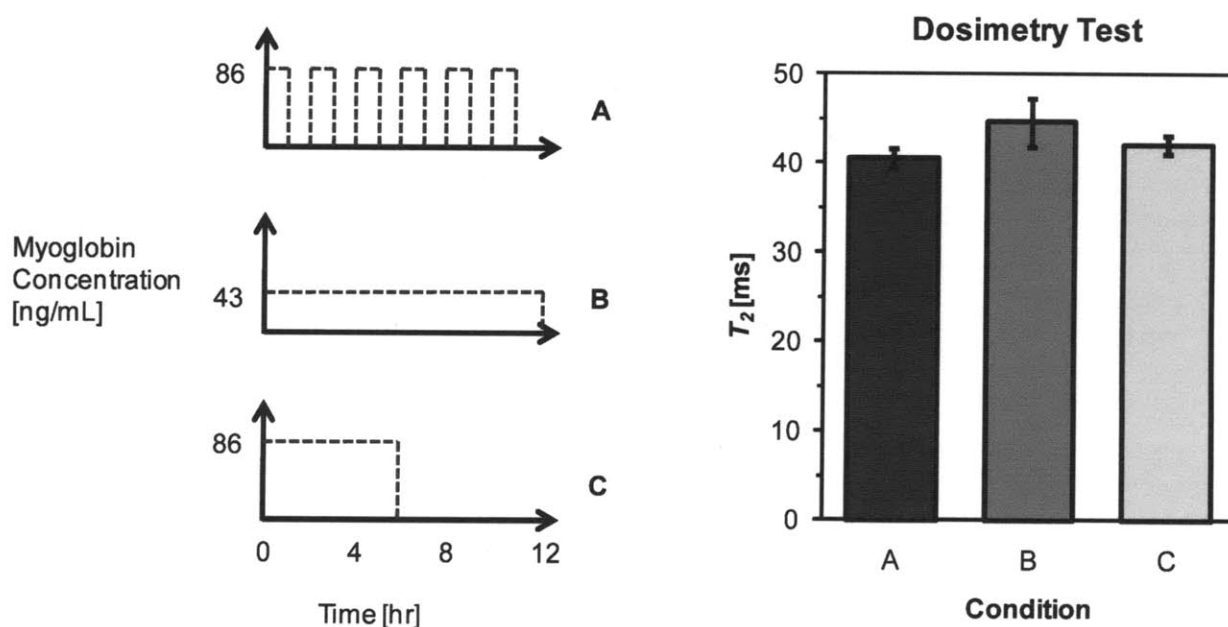 86
A
Myoglobin
Concentration
[ng/mL]
43
B
86
C
0 4 8 12
Time [hr]
Dosimetry Test
50
40
30
20
10
0
T2 [ms]
A B C
Condition